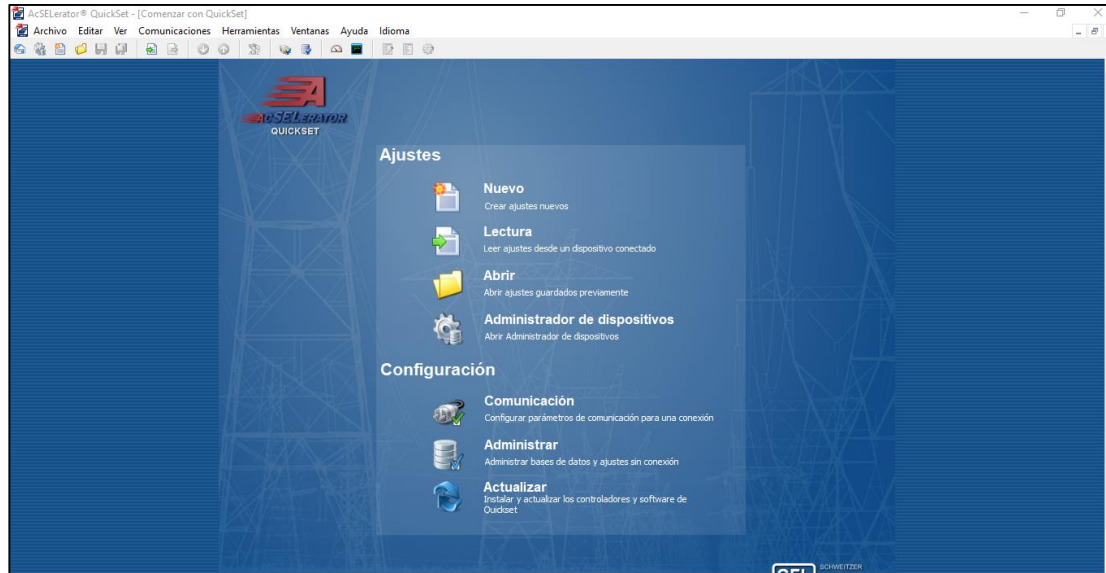 AcSELerator® QuickSet - [Comenzar con QuickSet]
Archivo Editar Ver Comunicaciones Herramientas Ventanas Ayuda Idioma
ACSELERATOR
QUICKSET
Ajustes
Nuevo
Crear ajustes nuevos
Lectura
Leer ajustes desde un dispositivo conectado
Abrir
Abrir ajustes guardados previamente
Administrador de dispositivos
Abrir Administrador de dispositivos
Configuración
Comunicación
Configurar parámetros de comunicación para una conexión
Administrar
Administrar bases de datos y ajustes sin conexión
Actualizar
Instalar y actualizar los controladores y software de
Quickset
SEL SCHWEITZER